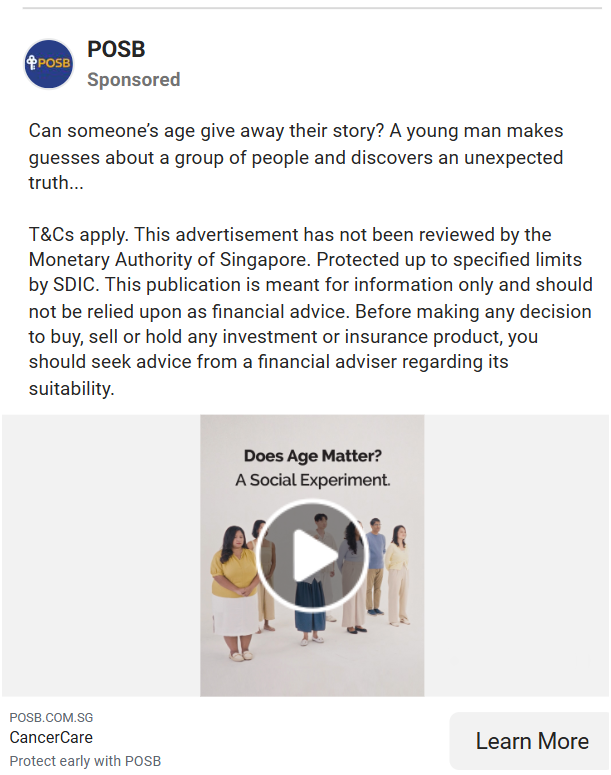 POSB
POSB
Sponsored
Can someone’s age give away their story? A young man makes
guesses about a group of people and discovers an unexpected
truth...
T&Cs apply. This advertisement has not been reviewed by the
Monetary Authority of Singapore. Protected up to specified limits
by SDIC. This publication is meant for information only and should
not be relied upon as financial advice. Before making any decision
to buy, sell or hold any investment or insurance product, you
should seek advice from a financial adviser regarding its
suitability.
Does Age Matter?
A Social Experiment.
POSB.COM.SG
CancerCare
Protect early with POSB
Learn More